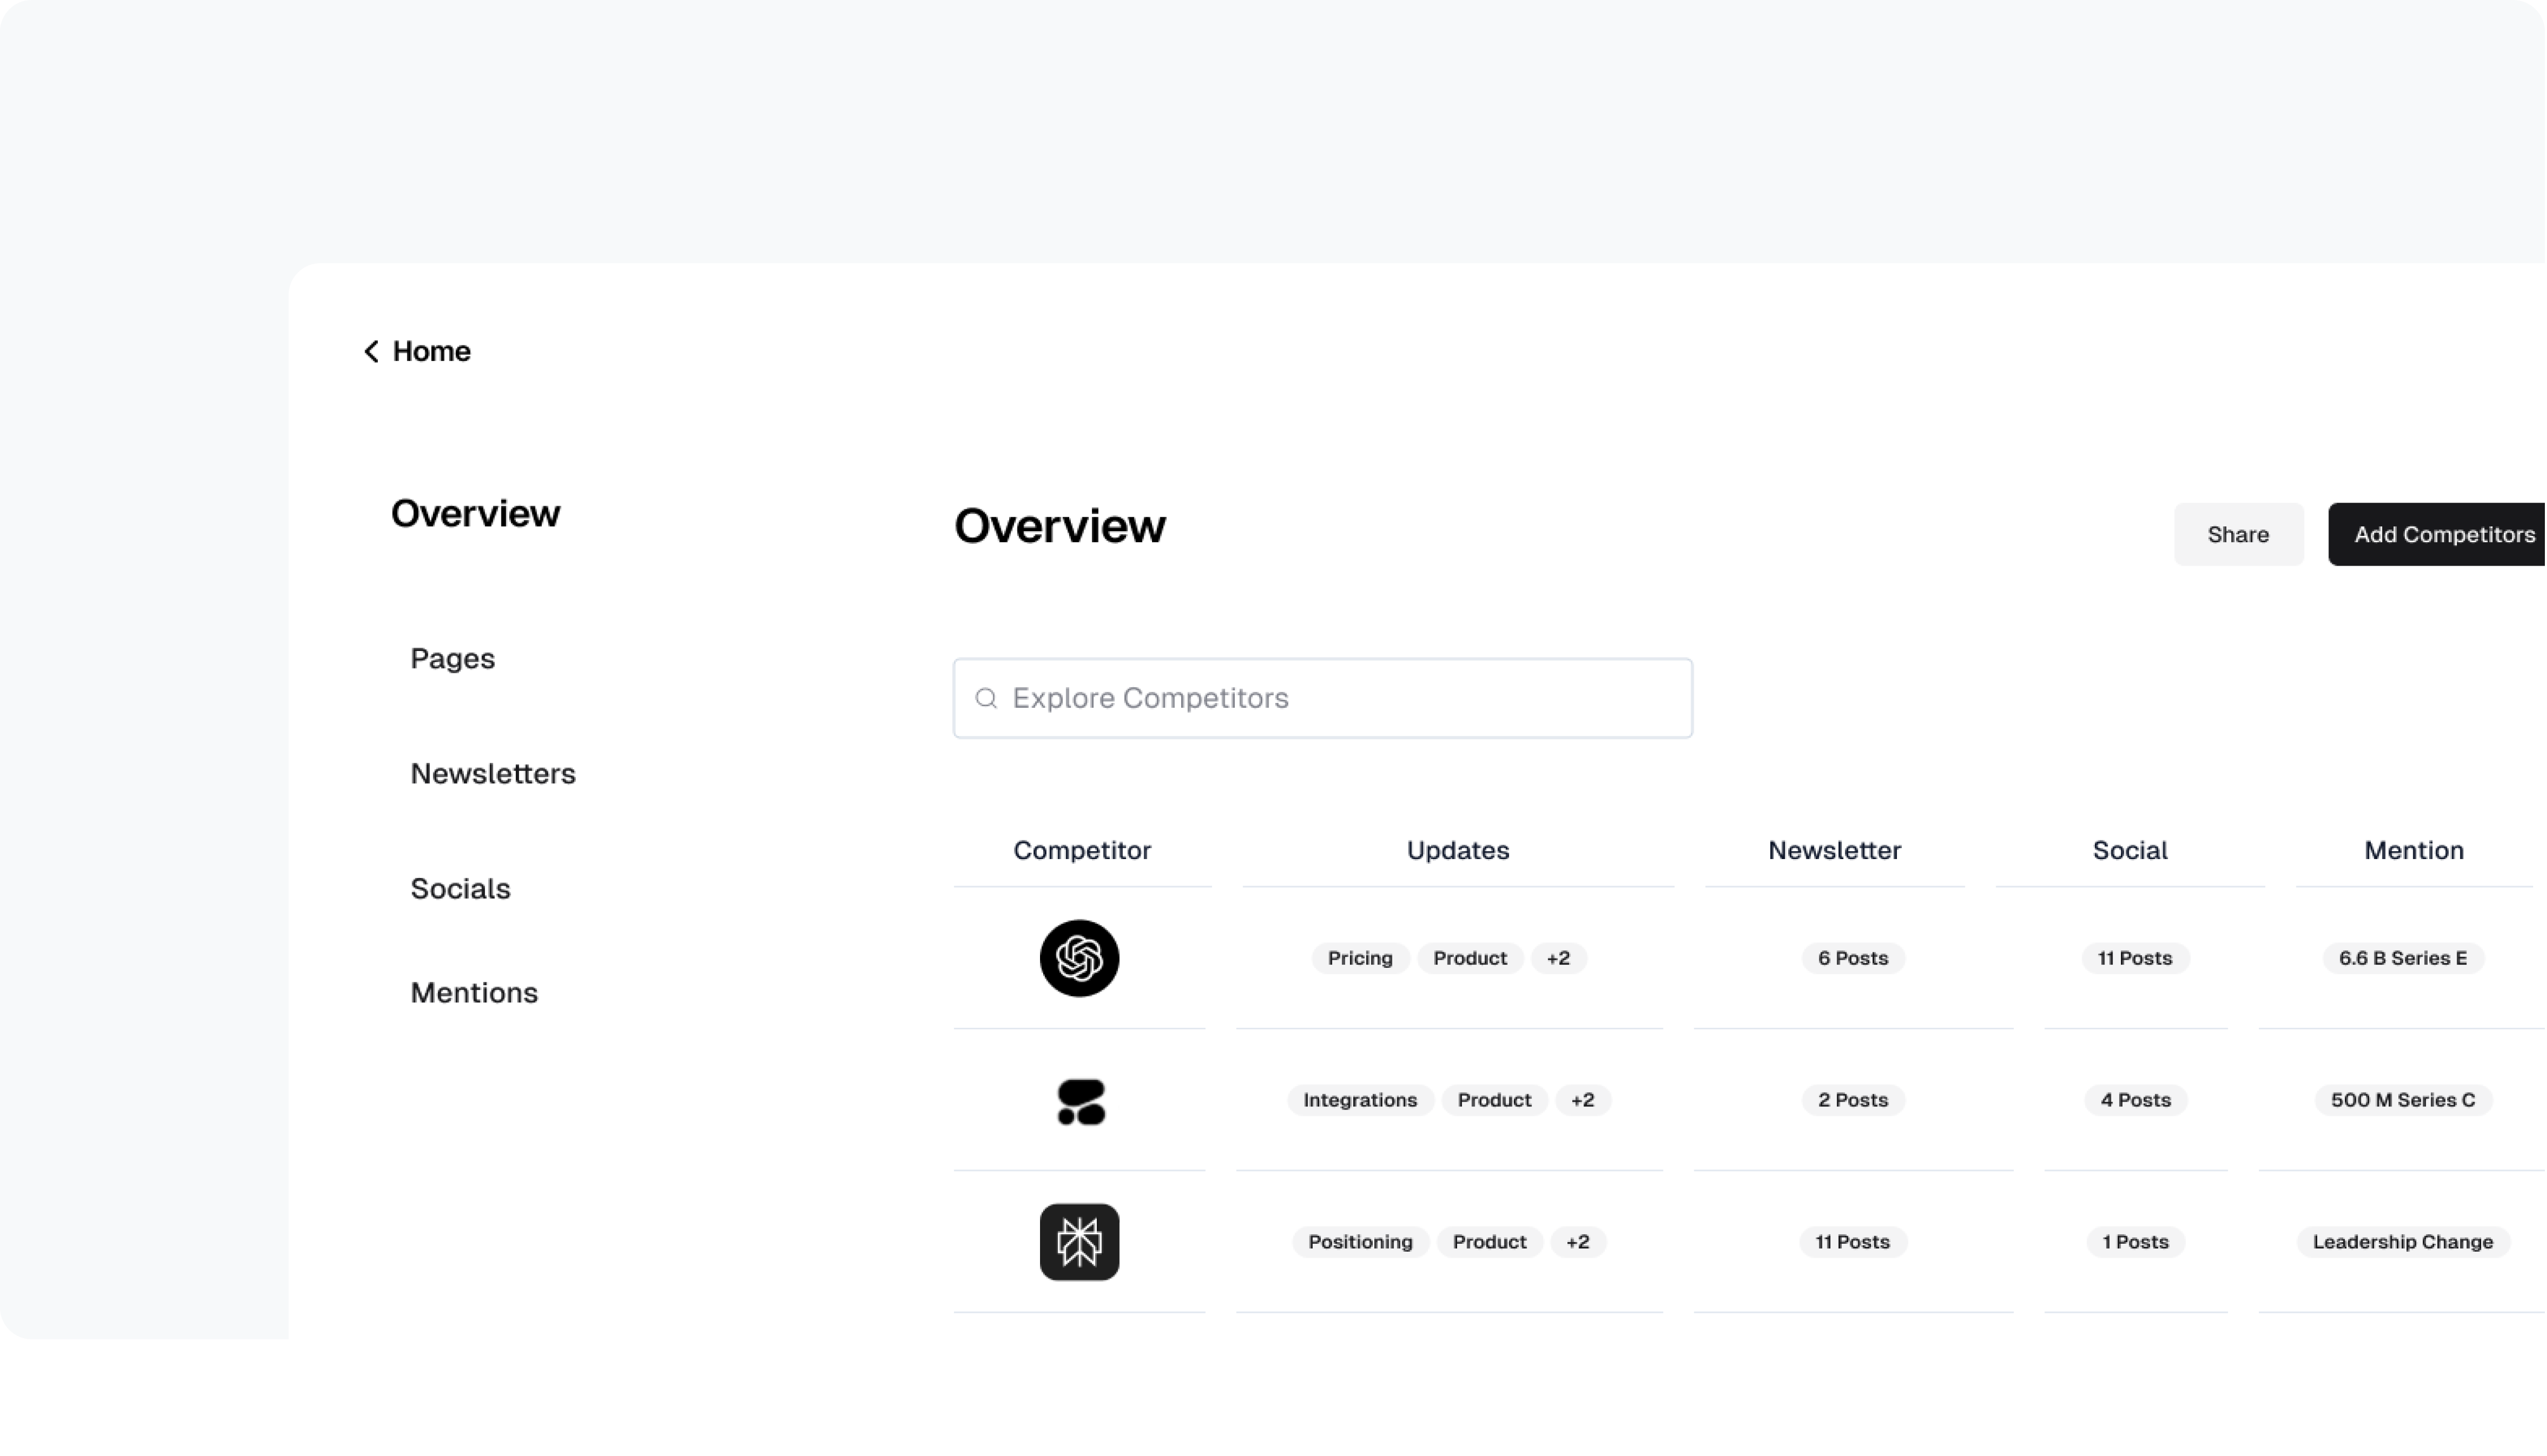 Home
Overview
Pages
Newsletters
Socials
Mentions
Overview
Share
Add Competitors
Explore Competitors
Competitor Updates Newsletter Social Mention
Pricing Product +2 6 Posts 11 Posts 6.6 B Series E
Integrations Product +2 2 Posts 4 Posts 500 M Series C
Positioning Product +2 11 Posts 1 Posts Leadership Change